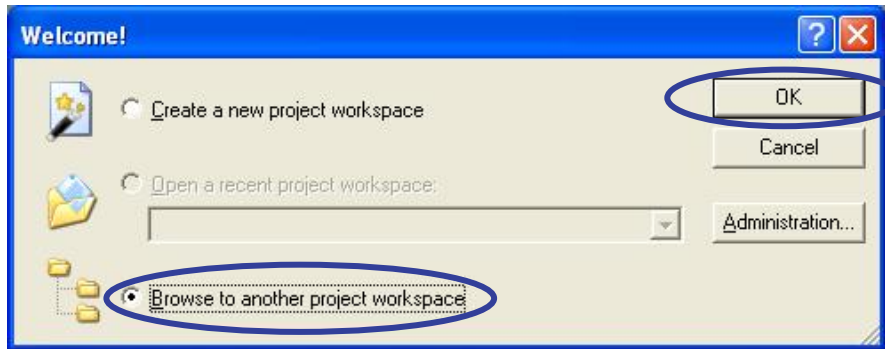 Welcome!
Create a new project workspace
OK
Cancel
Open a recent project workspace:
Administration...
Browse to another project workspace